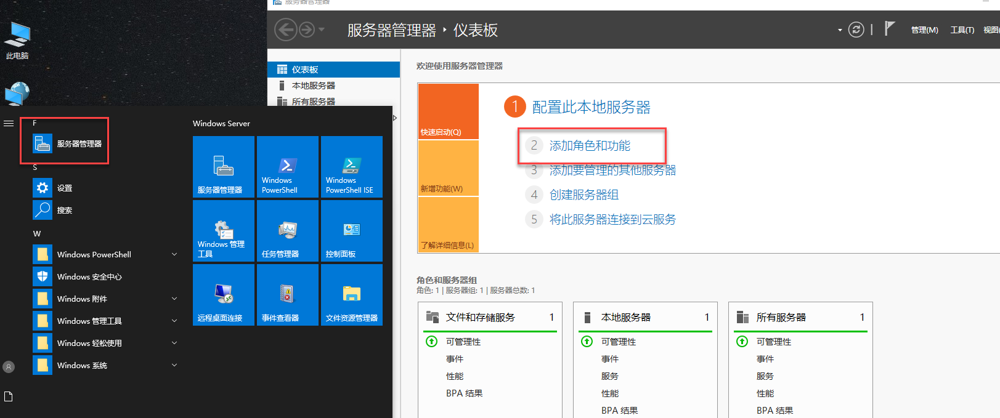 服务器管理器
服务器管理器 · 仪表板
管理(M) 工具(T) 视图(
此电脑
仪表板
本地服务器
所有服务器
F
服务器管理器
S
设置
搜索
W
Windows PowerShell
Windows 安全中心
Windows 附件
Windows 管理工具
Windows 轻松使用
Windows 系统
Windows Server
服务器管理器
Windows
PowerShell
Windows
PowerShell ISE
Windows 管理
工具
任务管理器
控制面板
远程桌面连接
事件查看器
文件资源管理器
欢迎使用服务器管理器
快速启动(Q)
新增功能(W)
了解详细信息(L)
1 配置此本地服务器
2 添加角色和功能
3 添加要管理的其他服务器
4 创建服务器组
5 将此服务器连接到云服务
角色和服务器组
角色: 1 | 服务器组: 1 | 服务器总数: 1
文件和存储服务 1
可管理性
事件
性能
BPA 结果
本地服务器 1
可管理性
事件
服务
性能
BPA 结果
所有服务器 1
可管理性
事件
服务
性能
BPA 结果